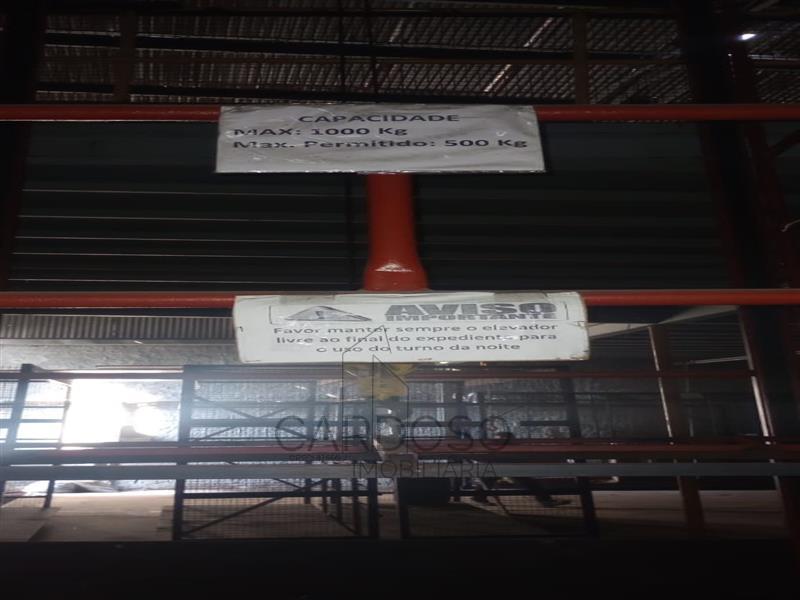 CAPACIDADE
MAX: 1000 Kg
Max. Permitido: 500 Kg
AVISO
IMPORTANTE
Favor manter sempre o elevador
livre ao final do expediente para
o uso do turno da noite
CARDOSO
IMOBILIÁRIA